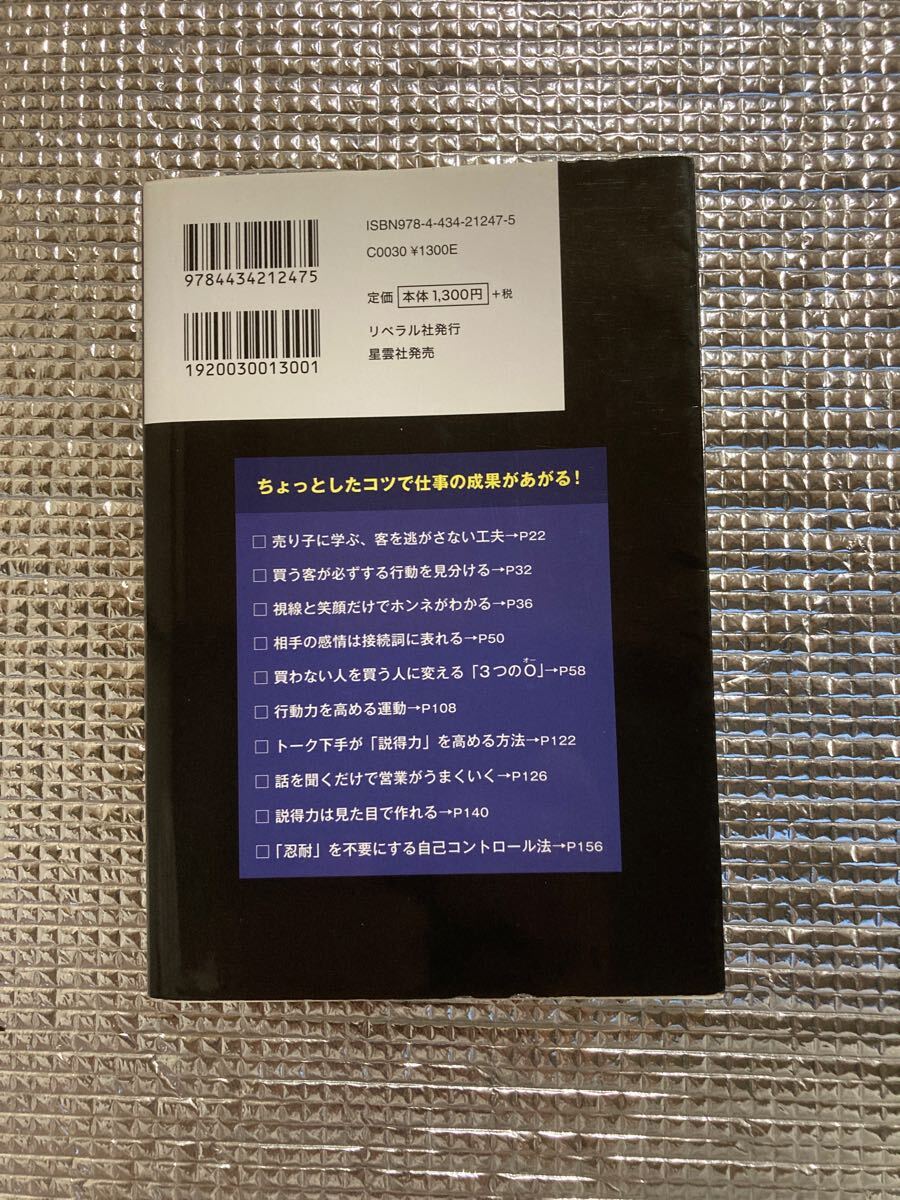 9784434212475
1920030013001
ISBN978-4-434-21247-5
C0030 ¥1300E
定価 本体1,300円 +税
リベラル社発行
星雲社発売
ちょっとしたコツで仕事の成果があがる！
□ 売り子に学ぶ、客を逃がさない工夫→P22
□ 買う客が必ずする行動を見分ける→P32
□ 視線と笑顔だけでホンネがわかる→P36
□ 相手の感情は接続詞に表れる→P50
□ 買わない人を買う人に変える「3つのO」→P58
オー
□ 行動力を高める運動→P108
□ トーク下手が「説得力」を高める方法→P122
□ 話を聞くだけで営業がうまくいく→P126
□ 説得力は見た目で作れる→P140
□ 「忍耐」を不要にする自己コントロール法→P156